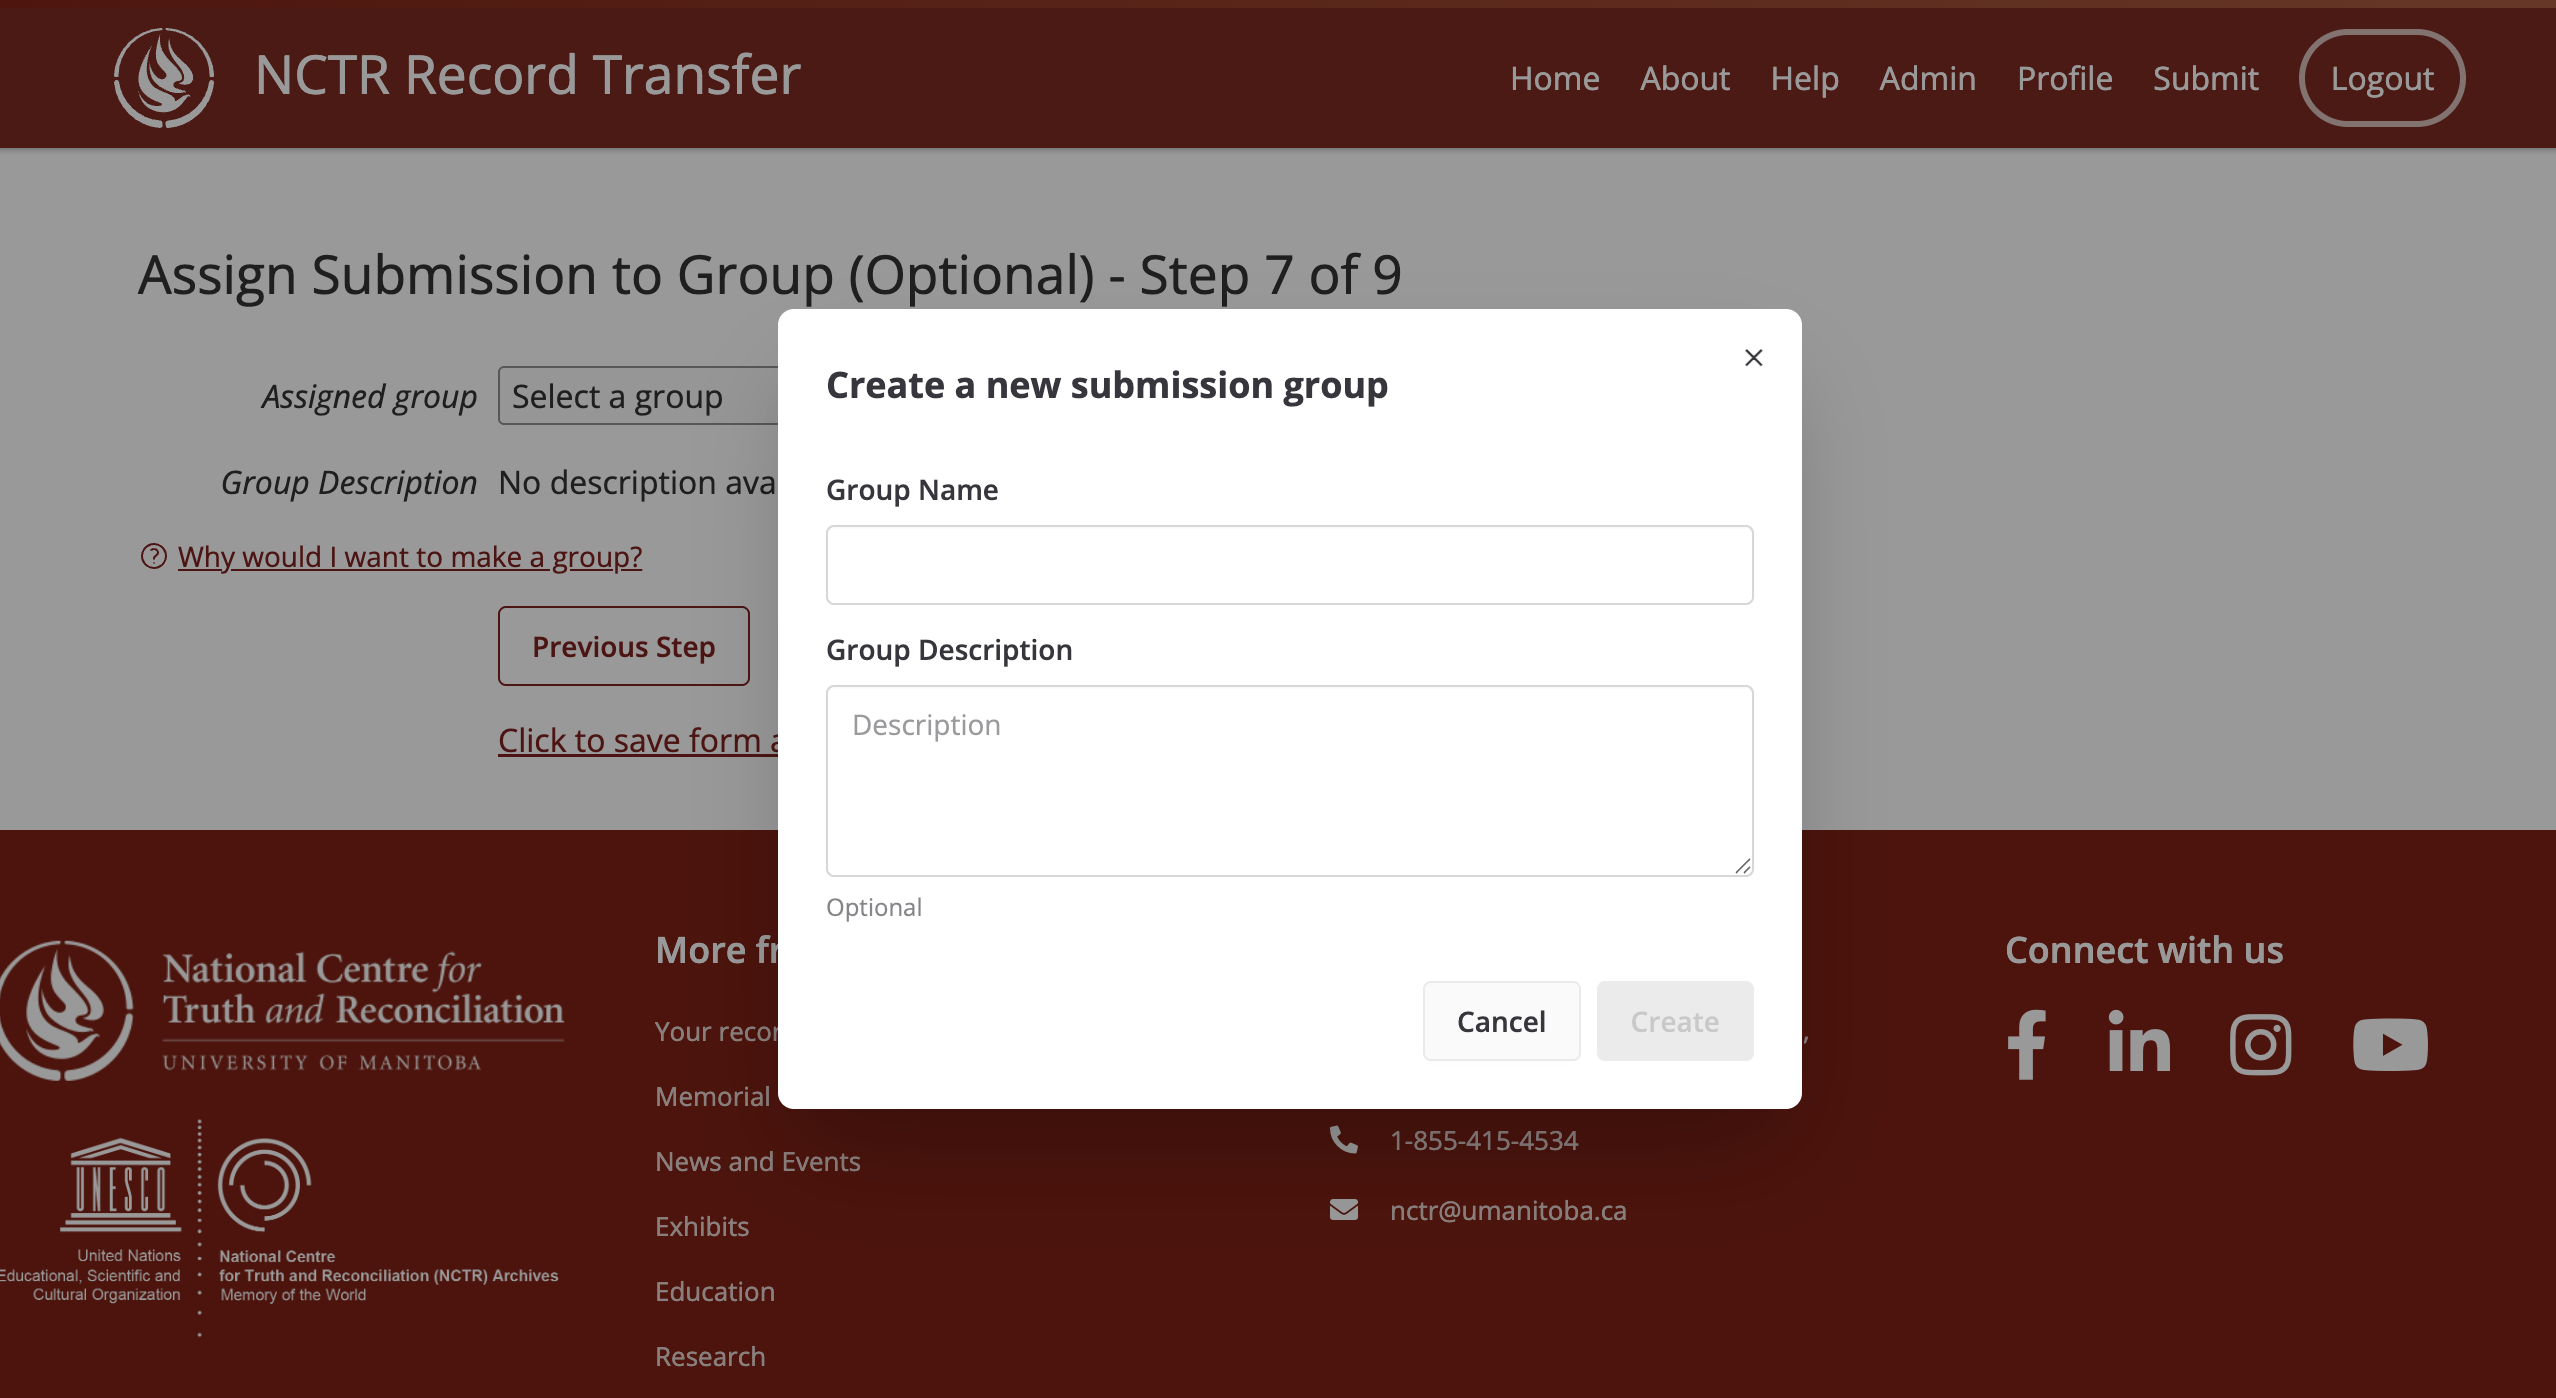 NCTR Record Transfer
Home About Help Admin Profile Submit Logout
Assign Submission to Group (Optional) - Step 7 of 9
Assigned group Select a group
Group Description No description
Why would I want to make a group?
Previous Step
Click to save form
Create a new submission group
Group Name
Group Description
Description
Optional
Cancel Create
National Centre for
Truth and Reconciliation
UNIVERSITY OF MANITOBA
UNESCO
United Nations
Educational, Scientific and
Cultural Organization
National Centre
for Truth and Reconciliation (NCTR) Archives
Memory of the World
More
Your
Memorial
News and Events
Exhibits
Education
Research
1-855-415-4534
nctr@umanitoba.ca
Connect with us